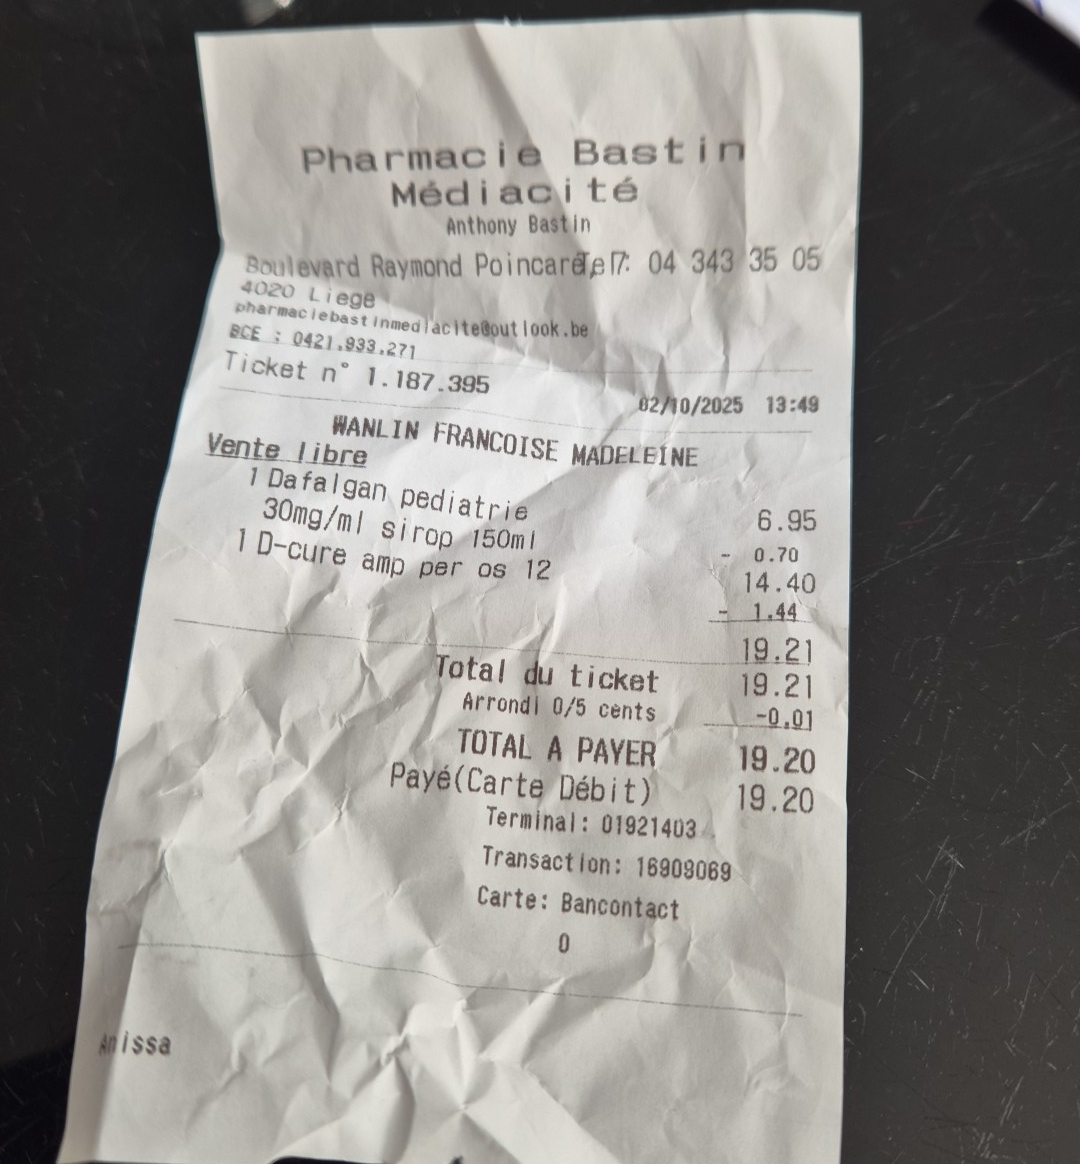 Pharmacie Bastin
Médiacité
Anthony Bastin
Boulevard Raymond Poincaré, 7 Tel: 04 343 35 05
4020 Liege
pharmaciebastinmediacite@outlook.be
BCE : 0421.933.271
Ticket n° 1.187.395
02/10/2025 13:49
WANLIN FRANCOISE MADELEINE
Vente libre
1 Dafalgan pediatrie 6.95
30mg/ml sirop 150ml - 0.70
1 D-cure amp per os 12 14.40
- 1.44
19.21
Total du ticket 19.21
Arrondi 0/5 cents -0.01
TOTAL A PAYER 19.20
Payé(Carte Débit) 19.20
Terminal: 01921403
Transaction: 16909069
Carte: Bancontact
0
Anissa